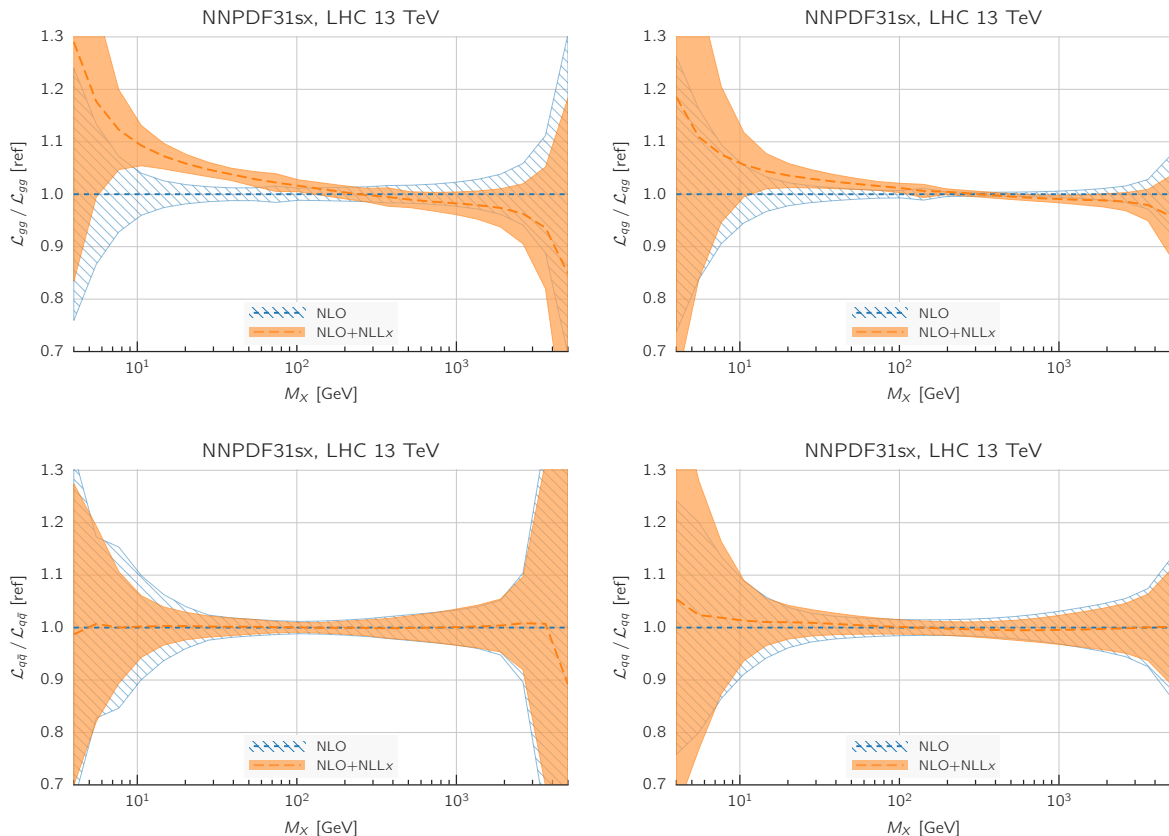 NNPDF31sx, LHC 13 TeV
1.3
1.2
1.1
1.0
0.9
0.8
0.7
ℒgg / ℒgg [ref]
NLO
NLO+NLLx
10¹
10²
10³
M_X [GeV]
NNPDF31sx, LHC 13 TeV
1.3
1.2
1.1
1.0
0.9
0.8
0.7
ℒqg / ℒqg [ref]
NLO
NLO+NLLx
10¹
10²
10³
M_X [GeV]
NNPDF31sx, LHC 13 TeV
1.3
1.2
1.1
1.0
0.9
0.8
0.7
ℒqq̄ / ℒqq̄ [ref]
NLO
NLO+NLLx
10¹
10²
10³
M_X [GeV]
NNPDF31sx, LHC 13 TeV
1.3
1.2
1.1
1.0
0.9
0.8
0.7
ℒqq / ℒqq [ref]
NLO
NLO+NLLx
10¹
10²
10³
M_X [GeV]